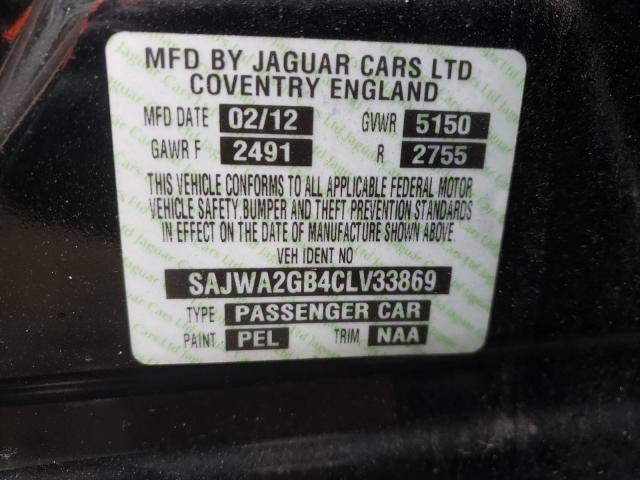 MFD BY JAGUAR CARS LTD
COVENTRY ENGLAND
MFD DATE 02/12 GVWR 5150
GAWR F 2491 R 2755
THIS VEHICLE CONFORMS TO ALL APPLICABLE FEDERAL MOTOR
VEHICLE SAFETY,BUMPER AND THEFT PREVENTION STANDARDS
IN EFFECT ON THE DATE OF MANUFACTURE SHOWN ABOVE.
VEH IDENT NO
SAJWA2GB4CLV33869
TYPE PASSENGER CAR
PAINT PEL TRIM NAA